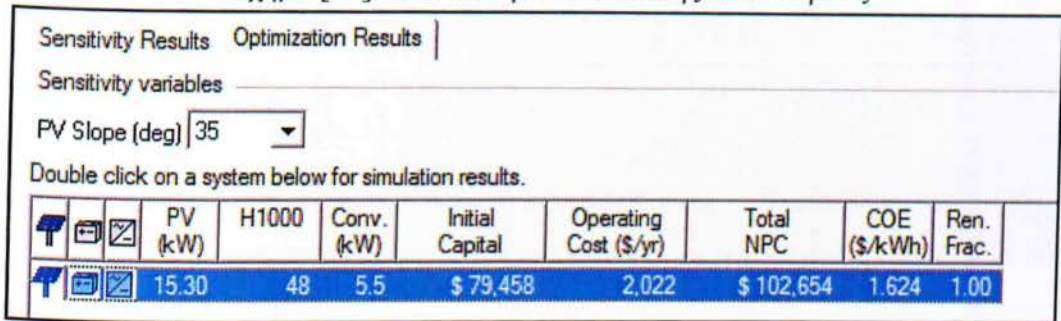 Sensitivity Results Optimization Results
Sensitivity variables
PV Slope (deg) 35
Double click on a system below for simulation results.
PV (kW) H1000 Conv. (kW) Initial Capital Operating Cost ($/yr) Total NPC COE ($/kWh) Ren. Frac.
15.30 48 5.5 $ 79,458 2,022 $ 102,654 1.624 1.00